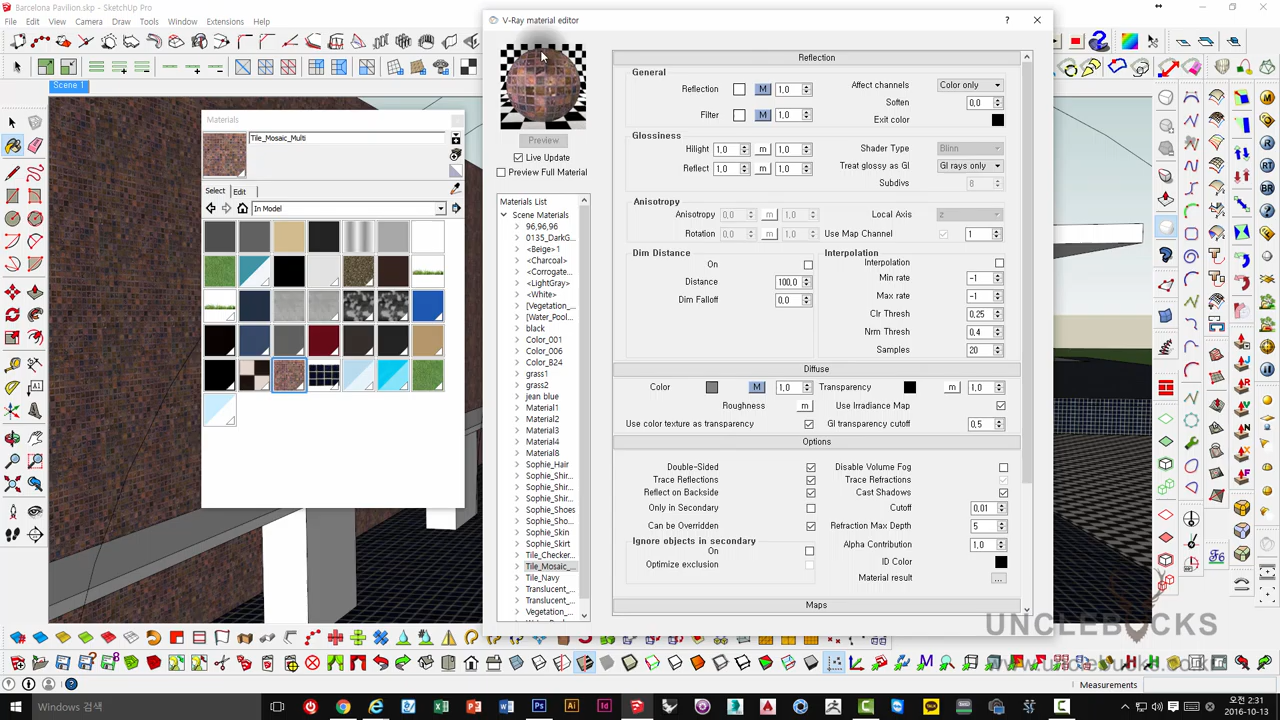 Barcelona Pavilion.skp - SketchUp Pro
File Edit View Camera Draw Tools Window Extensions Help
Scene 1
Materials
Tile_Mosaic_Multi
Select Edit
In Model
V-Ray material editor
?
Preview
Live Update
Preview Full Material
Materials List
Scene Materials
96,96,96
0135_DarkG...
<Beige>1
<Charcoal>
<Corrogate...
<LightGray>
<White>
[Vegetation_...
[Water_Pool...
black
Color_001
Color_006
Color_B24
grass1
grass2
jean blue
Material1
Material2
Material3
Material4
Material8
Sophie_Hair
Sophie_Shir...
Sophie_Shir...
Sophie_Shir...
Sophie_Shoes
Sophie_Sho...
Sophie_Skin
Sophie_Skirt
Tile_Checker...
Tile_Mosaic_...
Tile_Navy
Translucent_...
Translucent_...
Vegetation_...
Reflection
General
Reflection M 1,0 Affect channels Color only
Soften 0,0
Filter M 1,0 Exit color
Glossiness
Hilight 1,0 m 1,0 Shader Type Blinn
Reflect 1,0 m 1,0 Treat glossy as GI GI rays only
Subdivs 8
Anisotropy
Anisotropy 0,0 m 1,0 Local Axis z
Rotation 0,0 m 1,0 Use Map Channel 1
Dim Distance Interpolation
On Interpolation
Distance 100,0 Min rate -1
Dim Falloff 0,0 Max rate -1
Clr Thresh 0,25
Nrm Thresh 0,4
Samples 20
Diffuse
Color M 1,0 Transparency m 1,0
Roughness m Use Irradiance Map
Use color texture as transparency GI transparency cutoff 0,5
Options
Double-Sided Disable Volume Fog
Trace Reflections Trace Refractions
Reflect on Backside Cast Shadows
Only in Secondary Cutoff 0,01
Can be Overridden Refraction Max Depth 5
Ignore objects in secondary Alpha Contribution 1,0
On ID Color
Optimize exclusion Material result ...
Maps
UNCLEBUCKS
www.unclebucks.co.kr
Measurements
Windows 검색
오전 2:31
2016-10-13